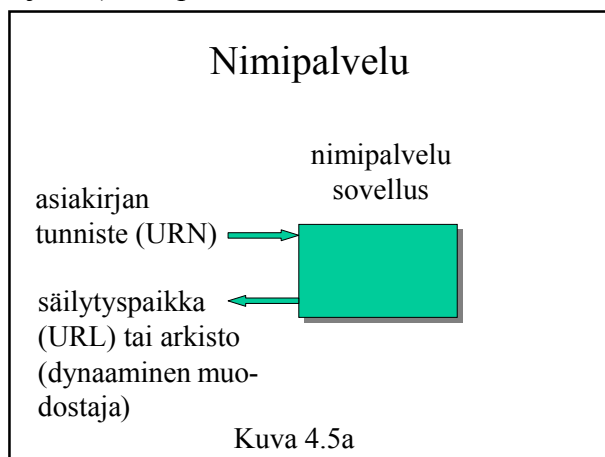 Nimipalvelu
nimipalvelu
sovellus
asiakirjan
tunniste (URN)
säilytyspaikka
(URL) tai arkisto
(dynaaminen muo-
dostaja)
Kuva 4.5a